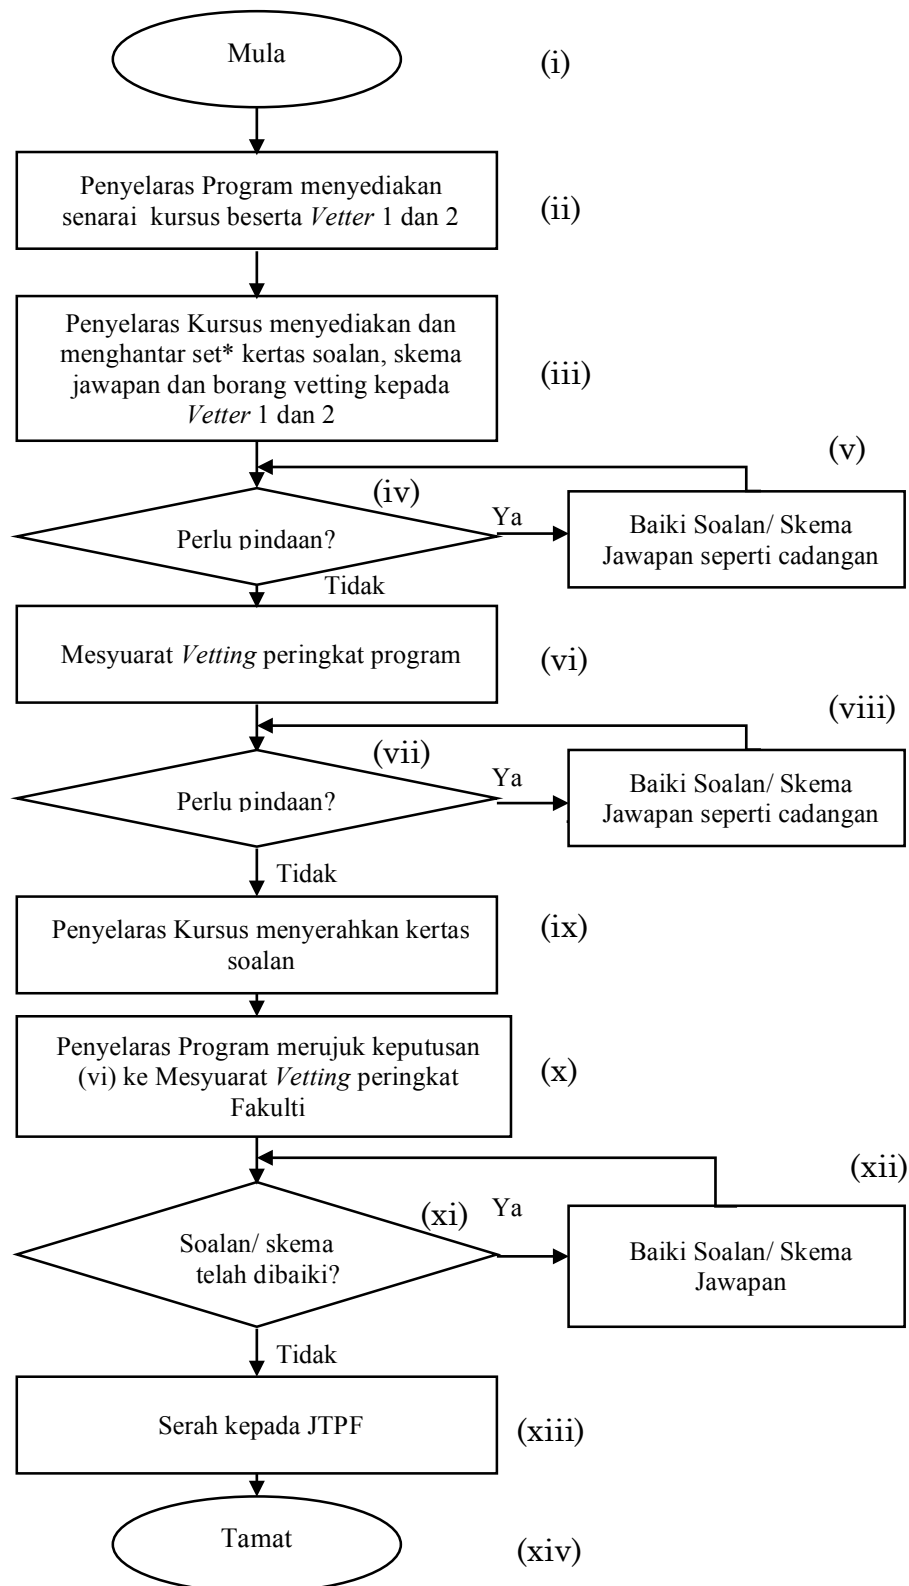 Mula
(i)
Penyelaras Program menyediakan
senarai kursus beserta Vetter 1 dan 2
(ii)
Penyelaras Kursus menyediakan dan
menghantar set* kertas soalan, skema
jawapan dan borang vetting kepada
Vetter 1 dan 2
(iii)
(iv)
Perlu pindaan?
Ya
(v)
Baiki Soalan/ Skema
Jawapan seperti cadangan
Tidak
Mesyuarat Vetting peringkat program
(vi)
(vii)
Perlu pindaan?
Ya
(viii)
Baiki Soalan/ Skema
Jawapan seperti cadangan
Tidak
Penyelaras Kursus menyerahkan kertas
soalan
(ix)
Penyelaras Program merujuk keputusan
(vi) ke Mesyuarat Vetting peringkat
Fakulti
(x)
(xi)
Soalan/ skema
telah dibaiki?
Ya
(xii)
Baiki Soalan/ Skema
Jawapan
Tidak
Serah kepada JTPF
(xiii)
Tamat
(xiv)